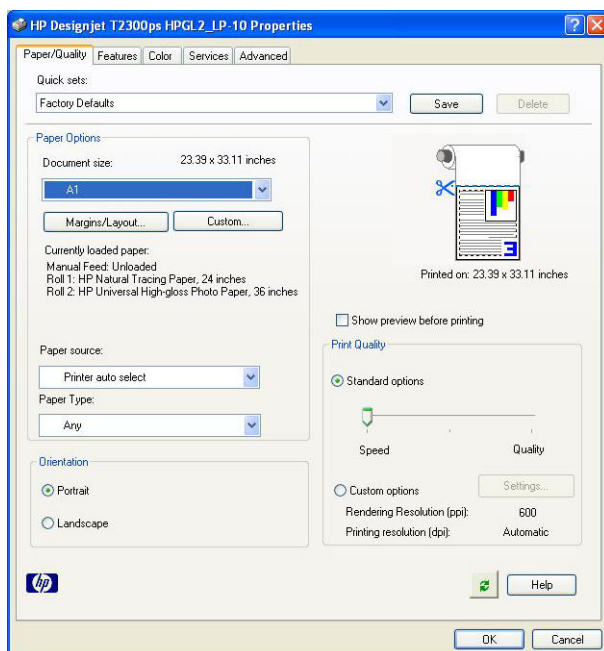 HP Designjet T2300ps HPGL2_LP-10 Properties
Paper/Quality Features Color Services Advanced
Quick sets:
Factory Defaults
Save
Delete
Paper Options
Document size: 23.39 x 33.11 inches
A1
Margins/Layout...
Custom...
Currently loaded paper:
Manual Feed: Unloaded
Roll 1: HP Natural Tracing Paper, 24 inches
Roll 2: HP Universal High-gloss Photo Paper, 36 inches
Paper source:
Printer auto select
Paper Type:
Any
Orientation
Portrait
Landscape
3
Printed on: 23.39 x 33.11 inches
Show preview before printing
Print Quality
Standard options
Speed Quality
Custom options
Settings...
Rendering Resolution (ppi): 600
Printing resolution (dpi): Automatic
hp
Help
OK
Cancel